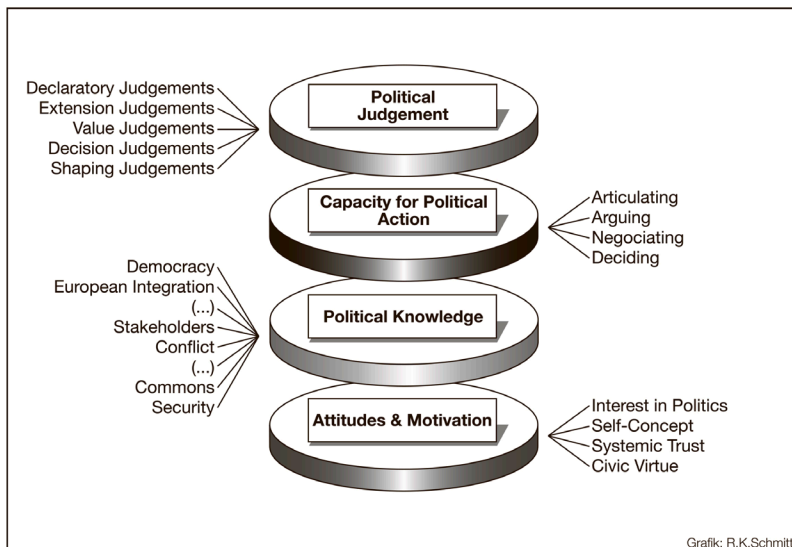 Declaratory Judgements
Extension Judgements
Value Judgements
Decision Judgements
Shaping Judgements
Political
Judgement
Capacity for Political
Action
Articulating
Arguing
Negociating
Deciding
Democracy
European Integration
(...)
Stakeholders
Conflict
(...)
Commons
Security
Political Knowledge
Attitudes & Motivation
Interest in Politics
Self-Concept
Systemic Trust
Civic Virtue
Grafik: R.K.Schmitt